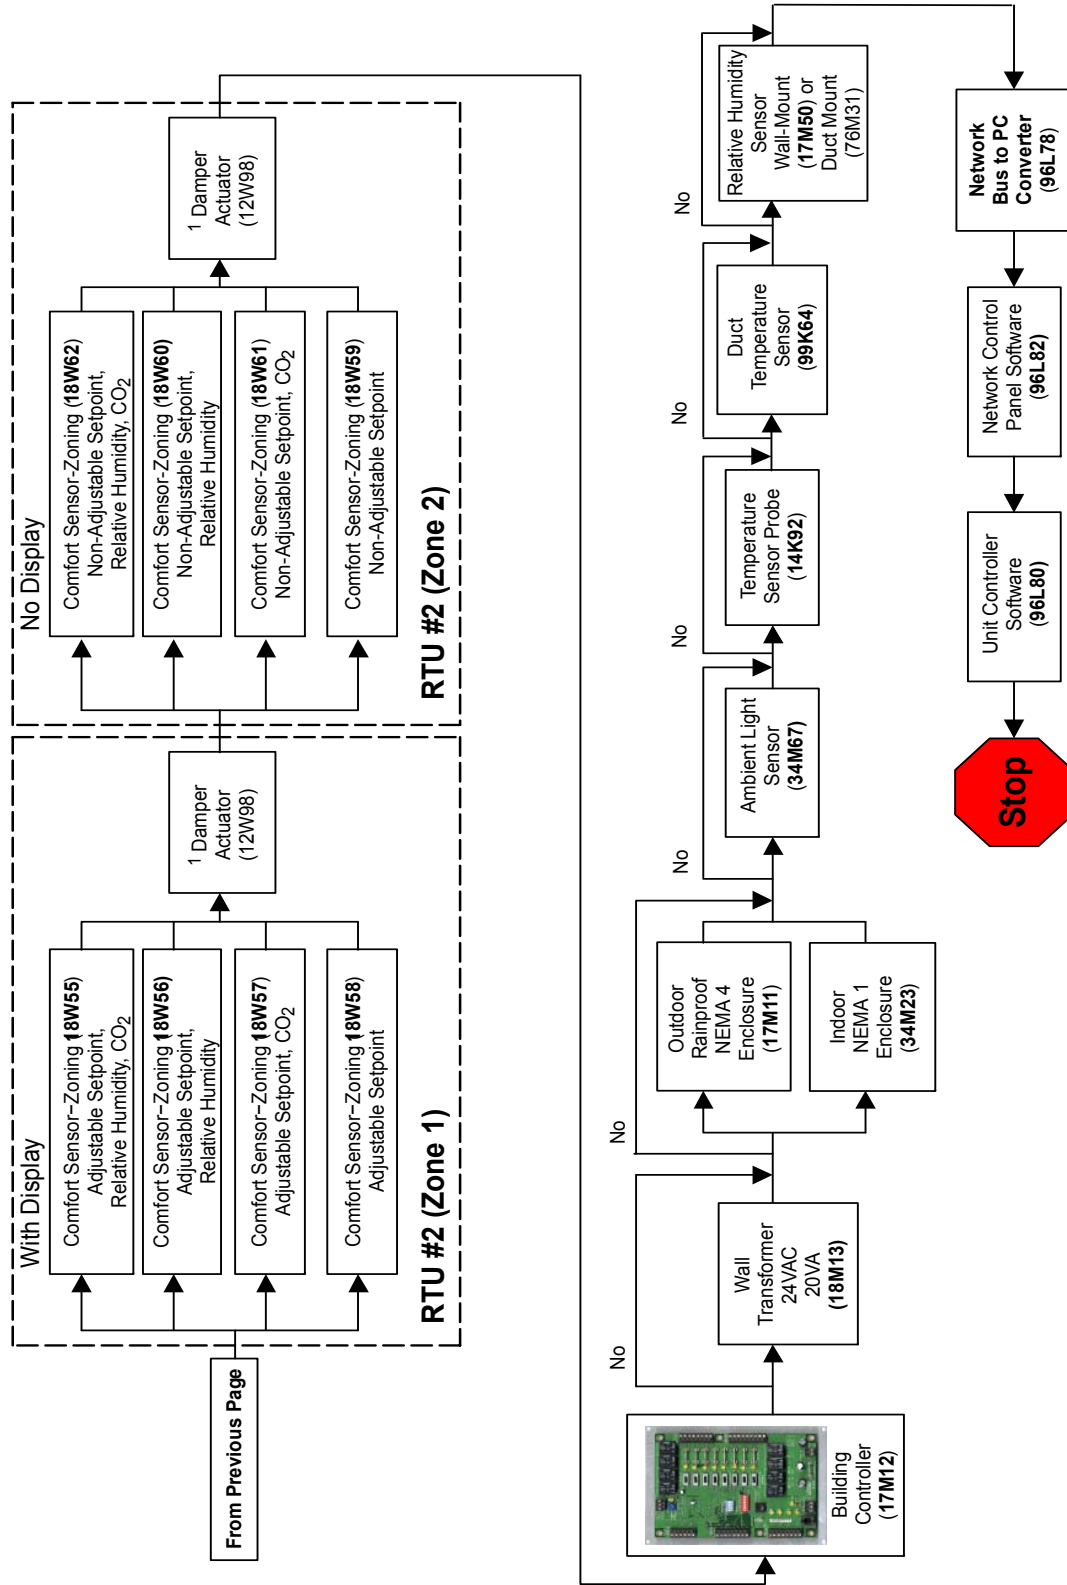 From Previous Page
With Display
Comfort Sensor–Zoning (18W55)
Adjustable Setpoint,
Relative Humidity, CO2
Comfort Sensor–Zoning (18W56)
Adjustable Setpoint,
Relative Humidity
Comfort Sensor–Zoning (18W57)
Adjustable Setpoint, CO2
Comfort Sensor–Zoning (18W58)
Adjustable Setpoint
RTU #2 (Zone 1)
1 Damper
Actuator
(12W98)
No Display
Comfort Sensor-Zoning (18W62)
Non-Adjustable Setpoint,
Relative Humidity, CO2
Comfort Sensor-Zoning (18W60)
Non-Adjustable Setpoint,
Relative Humidity
Comfort Sensor-Zoning (18W61)
Non-Adjustable Setpoint, CO2
Comfort Sensor-Zoning (18W59)
Non-Adjustable Setpoint
RTU #2 (Zone 2)
1 Damper
Actuator
(12W98)
Building
Controller
(17M12)
No
Wall
Transformer
24VAC
20VA
(18M13)
No
Outdoor
Rainproof
NEMA 4
Enclosure
(17M11)
Indoor
NEMA 1
Enclosure
(34M23)
No
Ambient Light
Sensor
(34M67)
No
Temperature
Sensor Probe
(14K92)
No
Duct
Temperature
Sensor
(99K64)
No
Relative Humidity
Sensor
Wall-Mount
(17M50) or
Duct Mount
(76M31)
Network
Bus to PC
Converter
(96L78)
Network Control
Panel Software
(96L82)
Unit Controller
Software
(96L80)
Stop